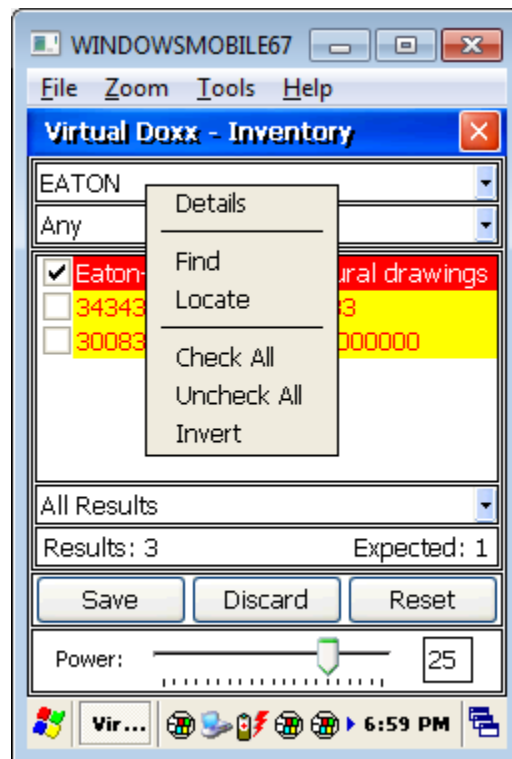 WINDOWSMOBILE67
File Zoom Tools Help
Virtual Doxx - Inventory
EATON
Any
Details
Find
Locate
Check All
Uncheck All
Invert
Eaton- ural drawings
34343 3
30083 000000
All Results
Results: 3 Expected: 1
Save Discard Reset
Power: 25
Vir... 6:59 PM